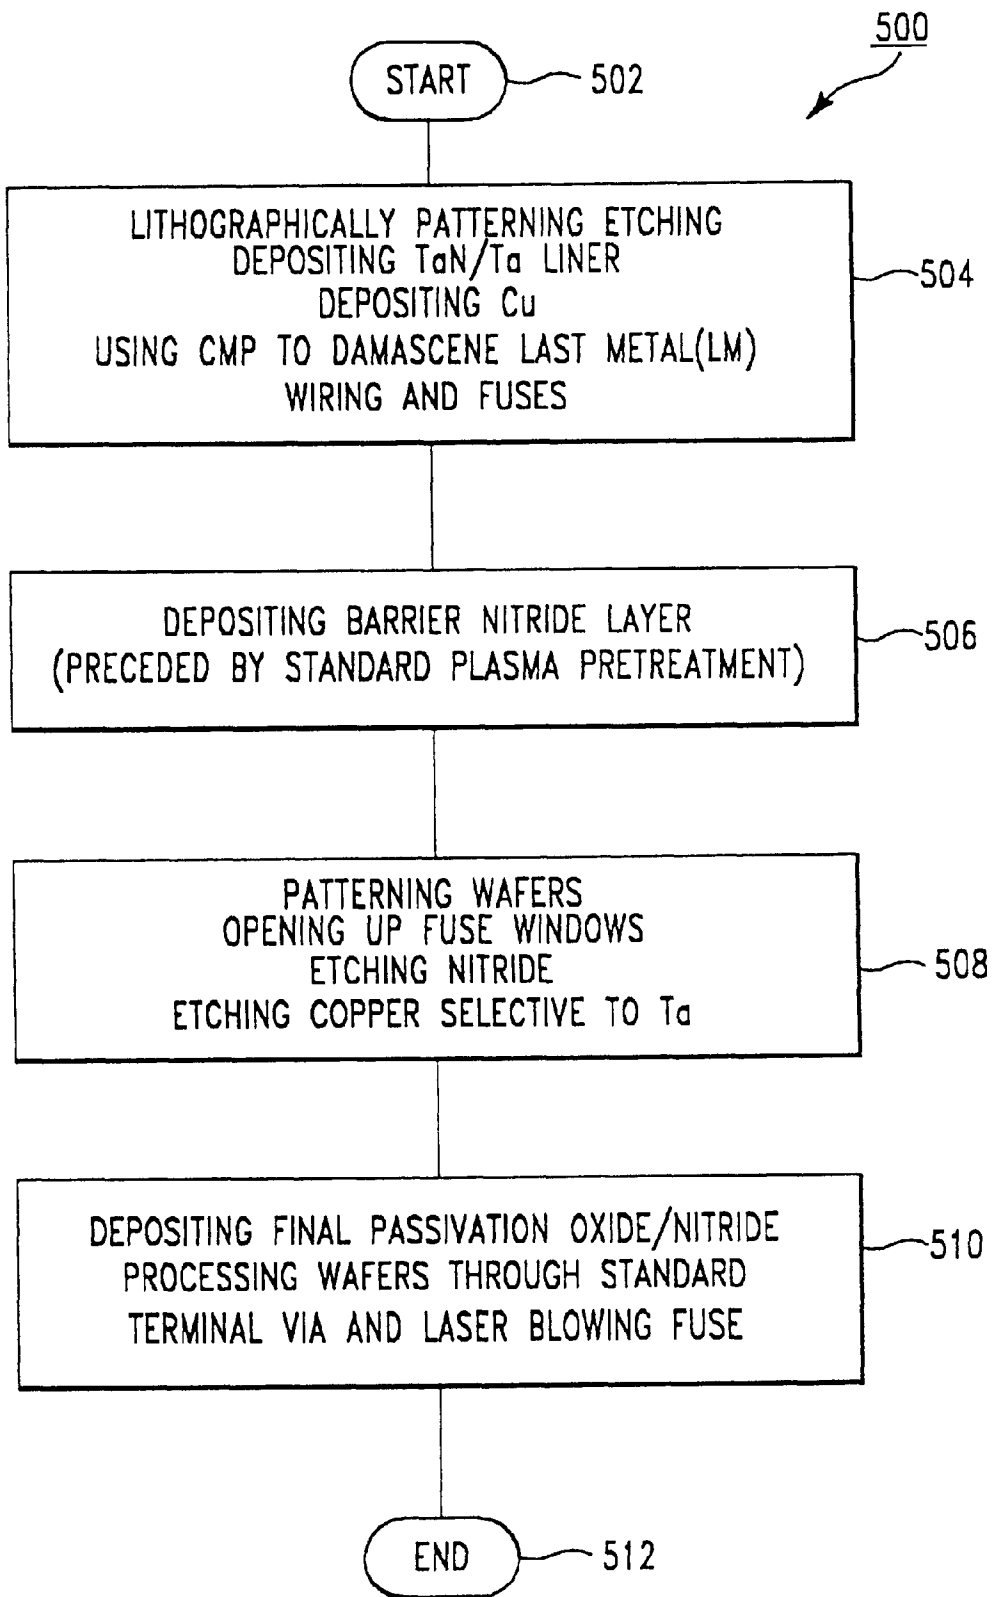 500
START
502
LITHOGRAPHICALLY PATTERNING ETCHING
DEPOSITING TaN/Ta LINER
DEPOSITING Cu
USING CMP TO DAMASCENE LAST METAL(LM)
WIRING AND FUSES
504
DEPOSITING BARRIER NITRIDE LAYER
(PRECEDED BY STANDARD PLASMA PRETREATMENT)
506
PATTERNING WAFERS
OPENING UP FUSE WINDOWS
ETCHING NITRIDE
ETCHING COPPER SELECTIVE TO Ta
508
DEPOSITING FINAL PASSIVATION OXIDE/NITRIDE
PROCESSING WAFERS THROUGH STANDARD
TERMINAL VIA AND LASER BLOWING FUSE
510
END
512